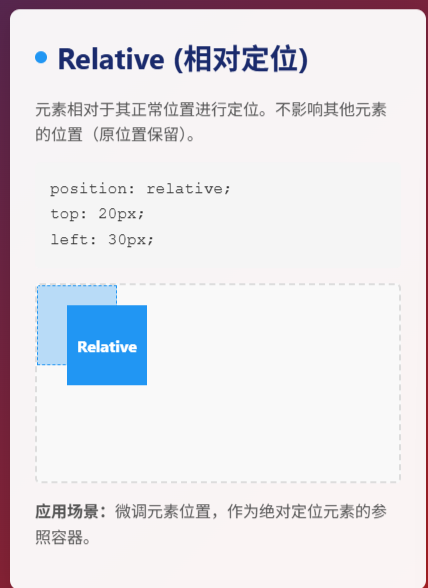 Relative (相对定位)
元素相对于其正常位置进行定位。不影响其他元素
的位置（原位置保留）。
position: relative;
top: 20px;
left: 30px;
Relative
应用场景：微调元素位置，作为绝对定位元素的参
照容器。